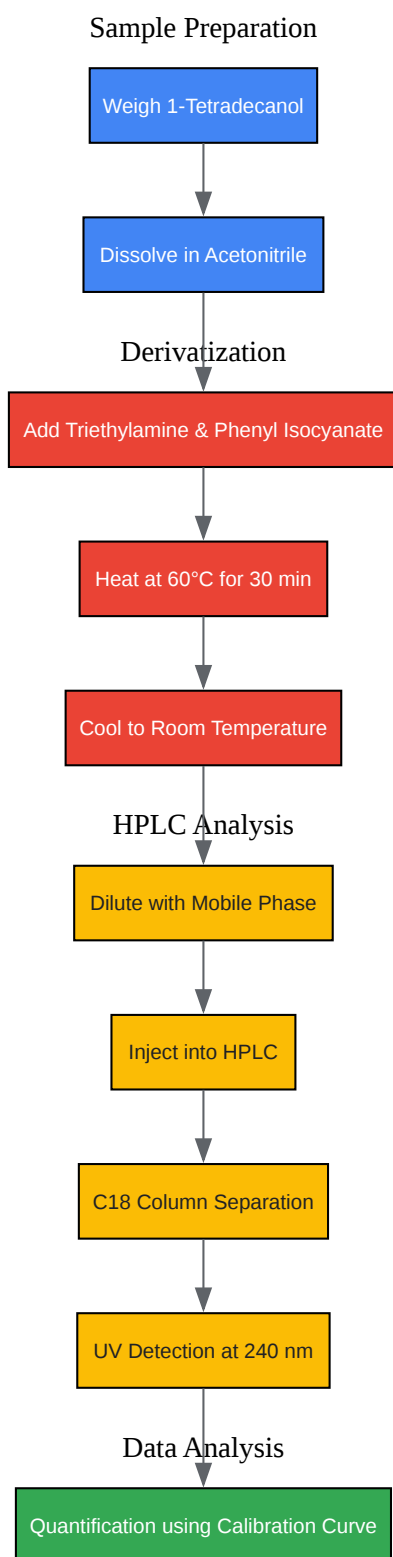 Sample Preparation
Weigh 1-Tetradecanol
Dissolve in Acetonitrile
Derivatization
Add Triethylamine & Phenyl Isocyanate
Heat at 60°C for 30 min
Cool to Room Temperature
HPLC Analysis
Dilute with Mobile Phase
Inject into HPLC
C18 Column Separation
UV Detection at 240 nm
Data Analysis
Quantification using Calibration Curve